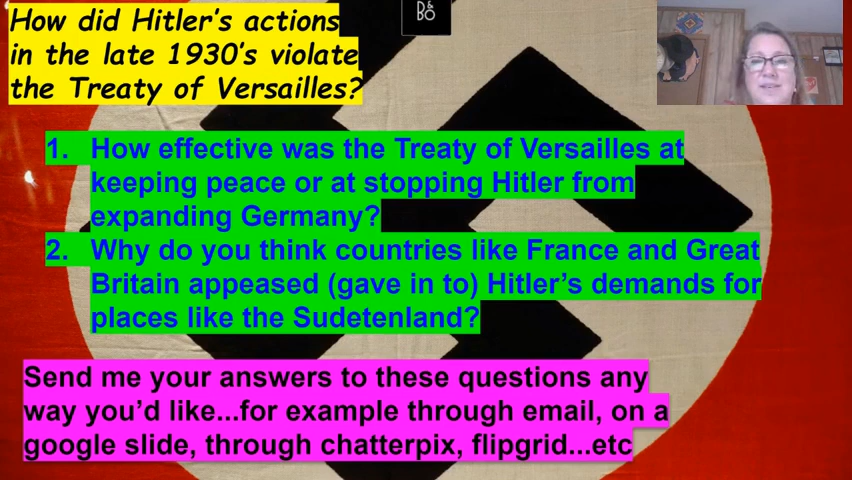 How did Hitler's actions
in the late 1930's violate
the Treaty of Versailles?
B&O
1. How effective was the Treaty of Versailles at
keeping peace or at stopping Hitler from
expanding Germany?
2. Why do you think countries like France and Great
Britain appeased (gave in to) Hitler's demands for
places like the Sudetenland?
Send me your answers to these questions any
way you'd like...for example through email, on a
google slide, through chatterpix, flipgrid...etc